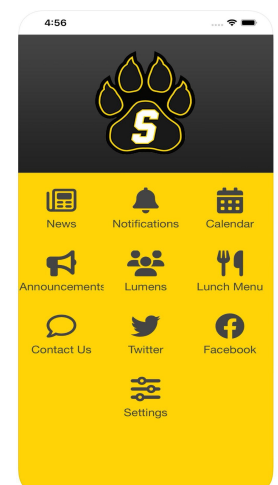 4:56
S
News Notifications Calendar
Announcements Lumens Lunch Menu
Contact Us Twitter Facebook
Settings